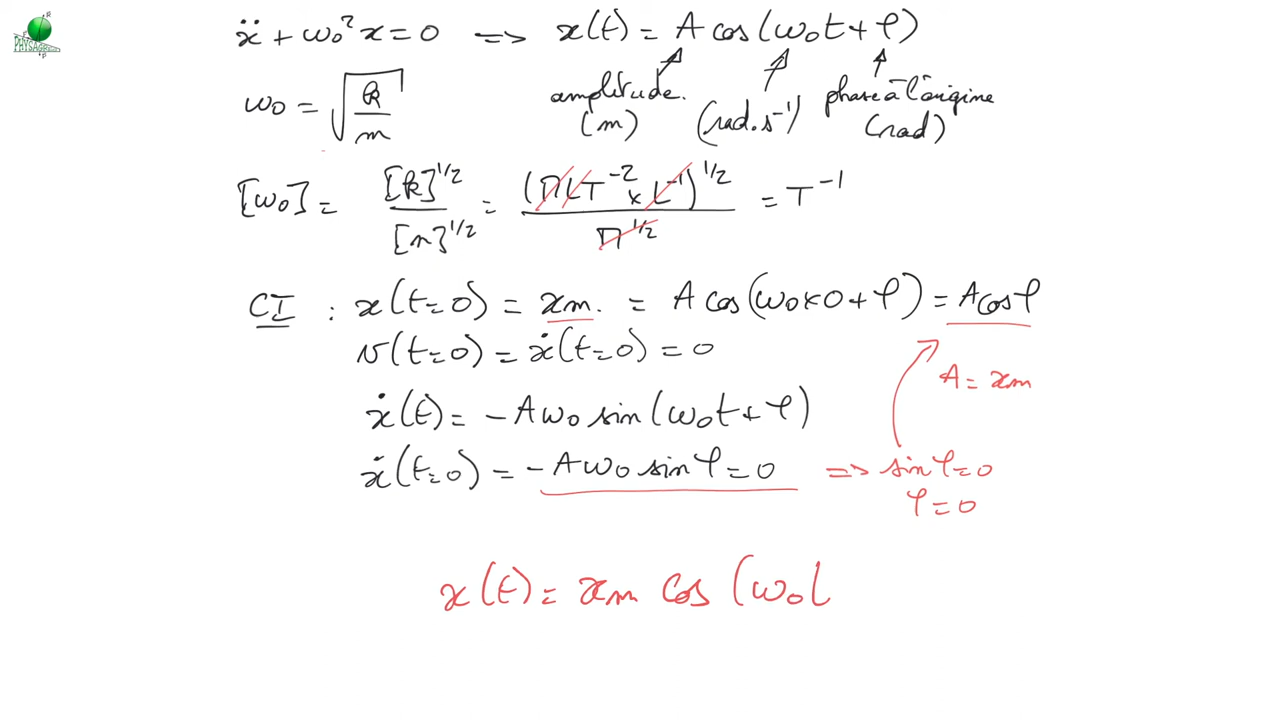 ẍ + ω₀² x = 0 => x(t) = A cos(ω₀t + φ)
ω₀ = √(k/m)
amplitude. (m)
(rad.s⁻¹)
phase à l'origine (rad)
[ω₀] = [k]^1/2 / [m]^1/2 = (MLT⁻² × L⁻¹)^1/2 / M^1/2 = T⁻¹
CI : x(t=0) = xm. = A cos(ω₀×0 + φ) = A cos φ
v(t=0) = ẋ(t=0) = 0
A = xm
ẋ(t) = -Aω₀ sin(ω₀t + φ)
ẋ(t=0) = -Aω₀ sin φ = 0 => sin φ = 0
φ = 0
x(t) = xm cos (ω₀